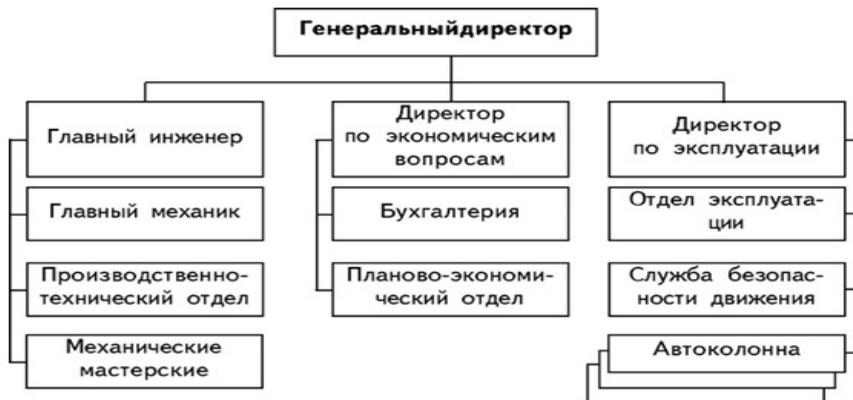 Генеральныйдиректор
Главный инженер
Главный механик
Производственно-
технический отдел
Механические
мастерские
Директор
по экономическим
вопросам
Бухгалтерия
Планово-экономи-
ческий отдел
Директор
по эксплуатации
Отдел эксплуата-
ции
Служба безопас-
ности движения
Автоколонна